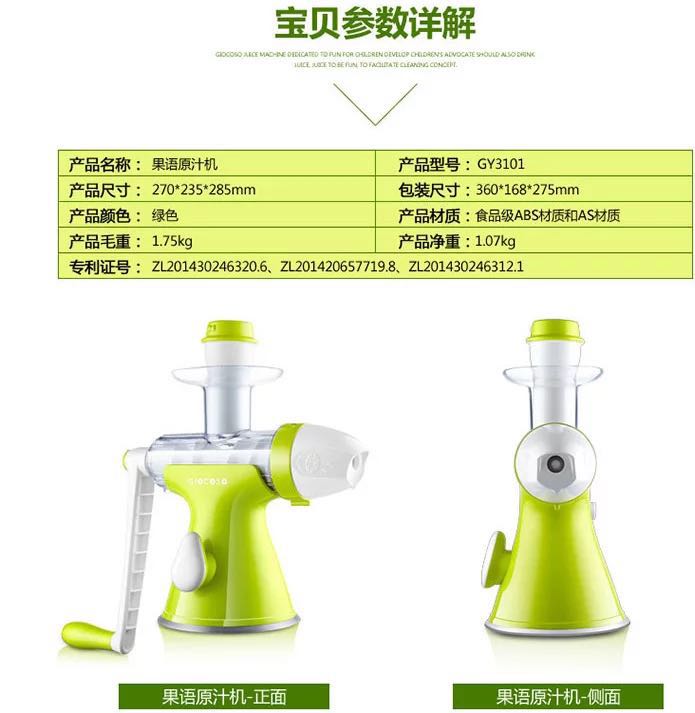 宝贝参数详解
GIOCOSO JUIECE MACHINE DEDICATED TO FUN FOR CHILDREN DEVELOP CHILDREN'S ADVOCATE SHOULD ALSO DRINK
JUICE, JUICE TO BE FUN, TO FACILITATE CLEANING CONCEPT.
产品名称： 果语原汁机 产品型号： GY3101
产品尺寸： 270*235*285mm 包装尺寸： 360*168*275mm
产品颜色： 绿色 产品材质： 食品级ABS材质和AS材质
产品毛重： 1.75kg 产品净重： 1.07kg
专利证号： ZL201430246320.6、ZL201420657719.8、ZL201430246312.1
GIOCOSO
果语原汁机-正面 果语原汁机-侧面